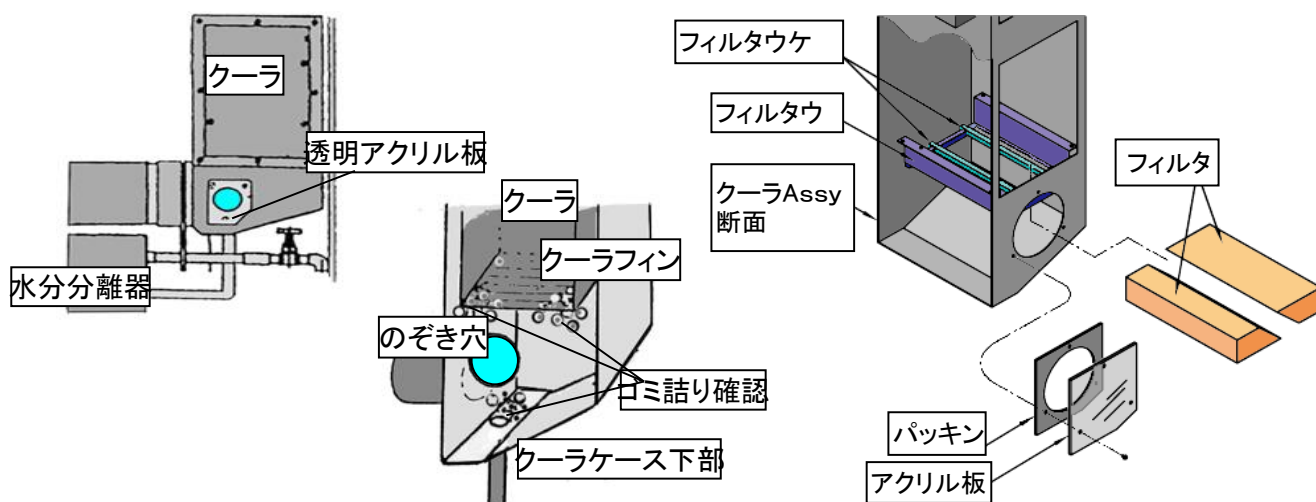 クーラ
透明アクリル板
水分分離器
クーラ
クーラフィン
のぞき穴
ゴミ詰り確認
クーラケース下部
フィルタウケ
フィルタウ
クーラAssy
断面
フィルタ
パッキン
アクリル板